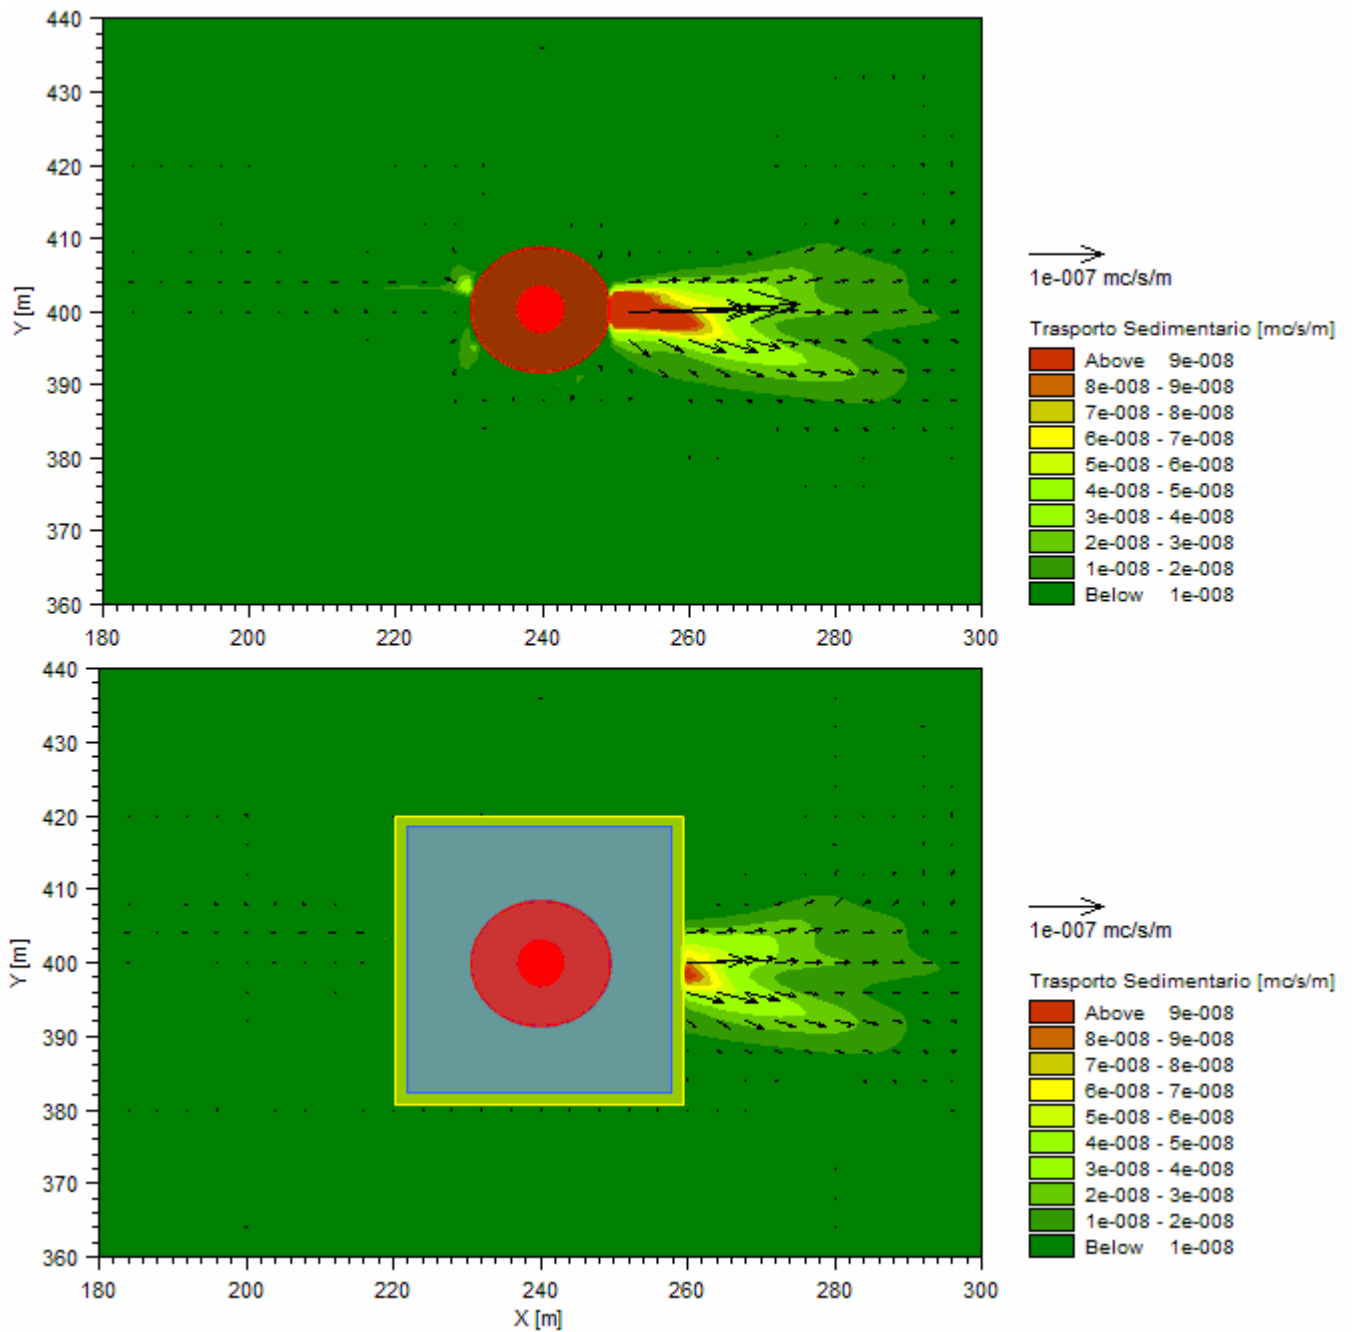 440
430
420
410
400
390
380
370
360
Y [m]
180 200 220 240 260 280 300
1e-007 mc/s/m
Trasporto Sedimentario [mc/s/m]
Above 9e-008
8e-008 - 9e-008
7e-008 - 8e-008
6e-008 - 7e-008
5e-008 - 6e-008
4e-008 - 5e-008
3e-008 - 4e-008
2e-008 - 3e-008
1e-008 - 2e-008
Below 1e-008
440
430
420
410
400
390
380
370
360
Y [m]
180 200 220 240 260 280 300
X [m]
1e-007 mc/s/m
Trasporto Sedimentario [mc/s/m]
Above 9e-008
8e-008 - 9e-008
7e-008 - 8e-008
6e-008 - 7e-008
5e-008 - 6e-008
4e-008 - 5e-008
3e-008 - 4e-008
2e-008 - 3e-008
1e-008 - 2e-008
Below 1e-008